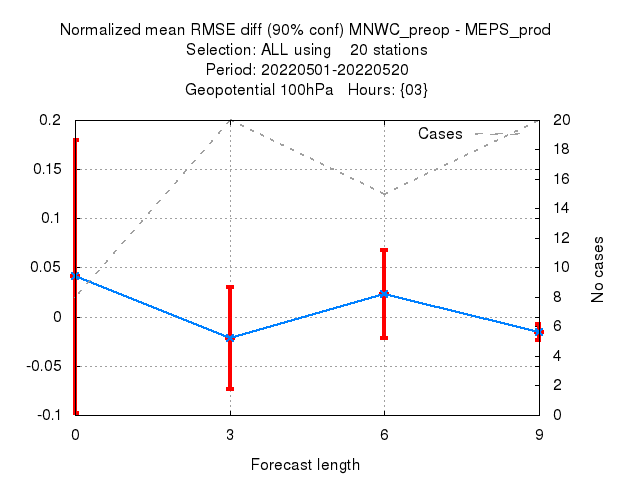 Normalized mean RMSE diff (90% conf) MNWC_preop - MEPS_prod
Selection: ALL using    20 stations
Period: 20220501-20220520
Geopotential 100hPa   Hours: {03}
Cases
0.2
0.15
0.1
0.05
0
-0.05
-0.1
20
18
16
14
12
10
8
6
4
2
0
No cases
0 3 6 9
Forecast length